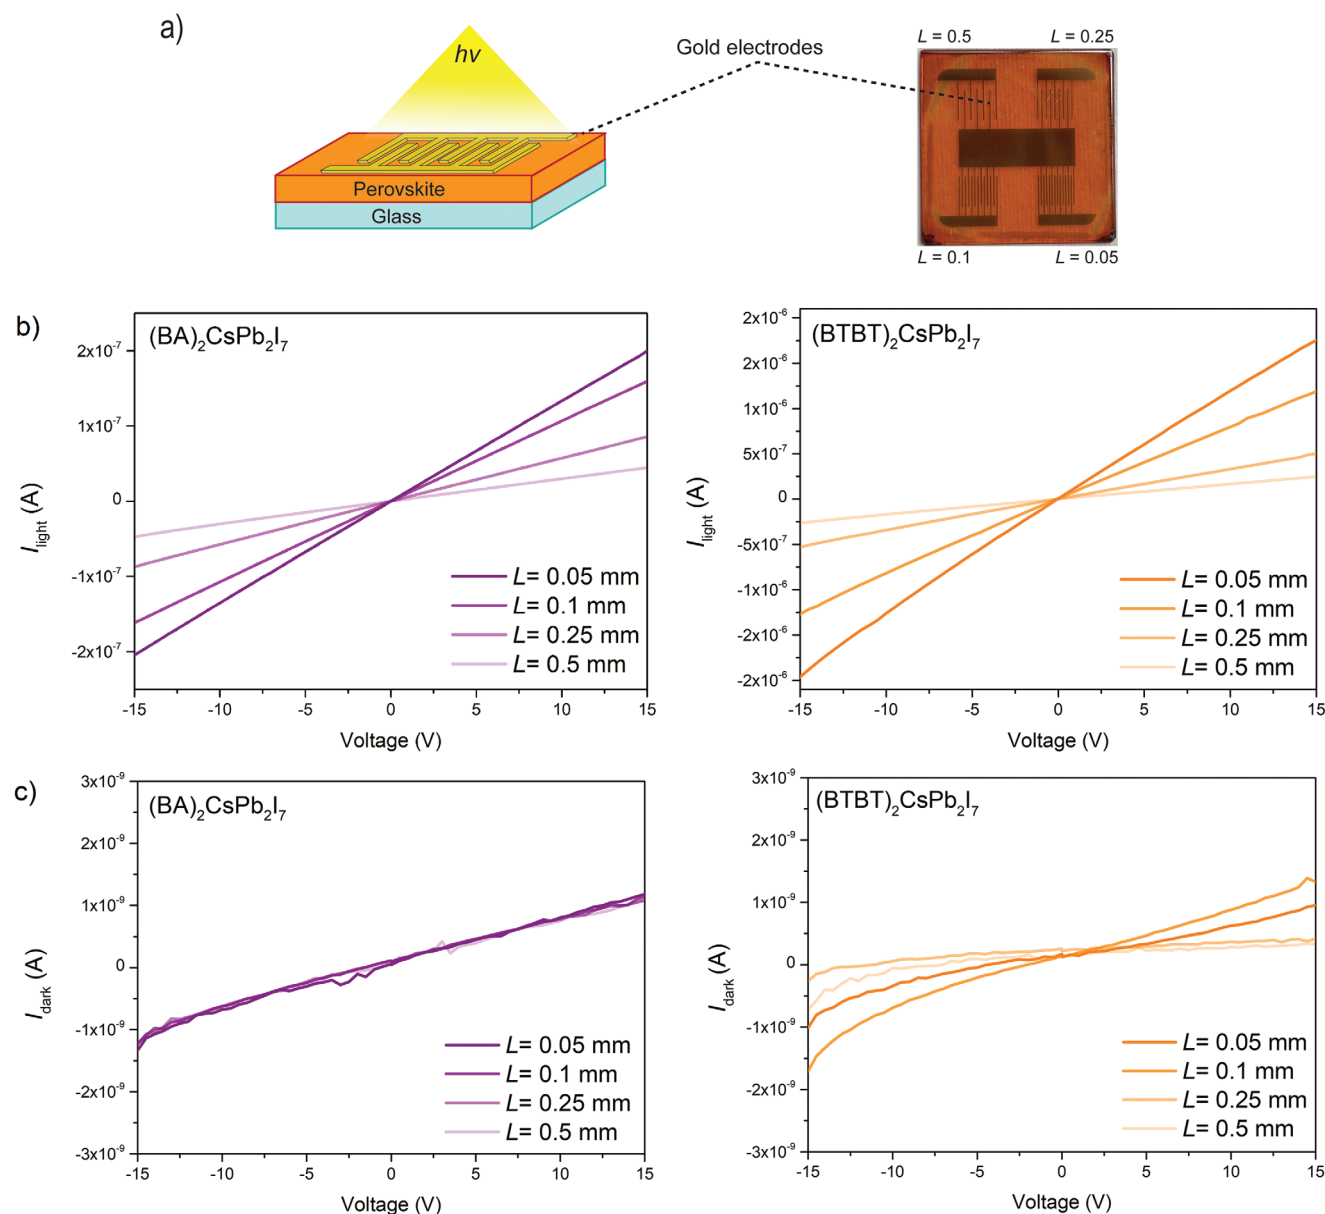 a)
hv
Gold electrodes
Perovskite
Glass
L = 0.5
L = 0.25
L = 0.1
L = 0.05
b)
(BA)₂CsPb₂I₇
2x10⁻⁷
1x10⁻⁷
0
-1x10⁻⁷
-2x10⁻⁷
I_light (A)
L= 0.05 mm
L= 0.1 mm
L= 0.25 mm
L= 0.5 mm
-15 -10 -5 0 5 10 15
Voltage (V)
(BTBT)₂CsPb₂I₇
2x10⁻⁶
2x10⁻⁶
1x10⁻⁶
5x10⁻⁷
0
-5x10⁻⁷
-1x10⁻⁶
-2x10⁻⁶
-2x10⁻⁶
I_light (A)
L= 0.05 mm
L= 0.1 mm
L= 0.25 mm
L= 0.5 mm
-15 -10 -5 0 5 10 15
Voltage (V)
c)
(BA)₂CsPb₂I₇
3x10⁻⁹
2x10⁻⁹
1x10⁻⁹
0
-1x10⁻⁹
-2x10⁻⁹
-3x10⁻⁹
I_dark (A)
L= 0.05 mm
L= 0.1 mm
L= 0.25 mm
L= 0.5 mm
-15 -10 -5 0 5 10 15
Voltage (V)
(BTBT)₂CsPb₂I₇
3x10⁻⁹
2x10⁻⁹
1x10⁻⁹
0
-1x10⁻⁹
-2x10⁻⁹
-3x10⁻⁹
I_dark (A)
L= 0.05 mm
L= 0.1 mm
L= 0.25 mm
L= 0.5 mm
-15 -10 -5 0 5 10 15
Voltage (V)